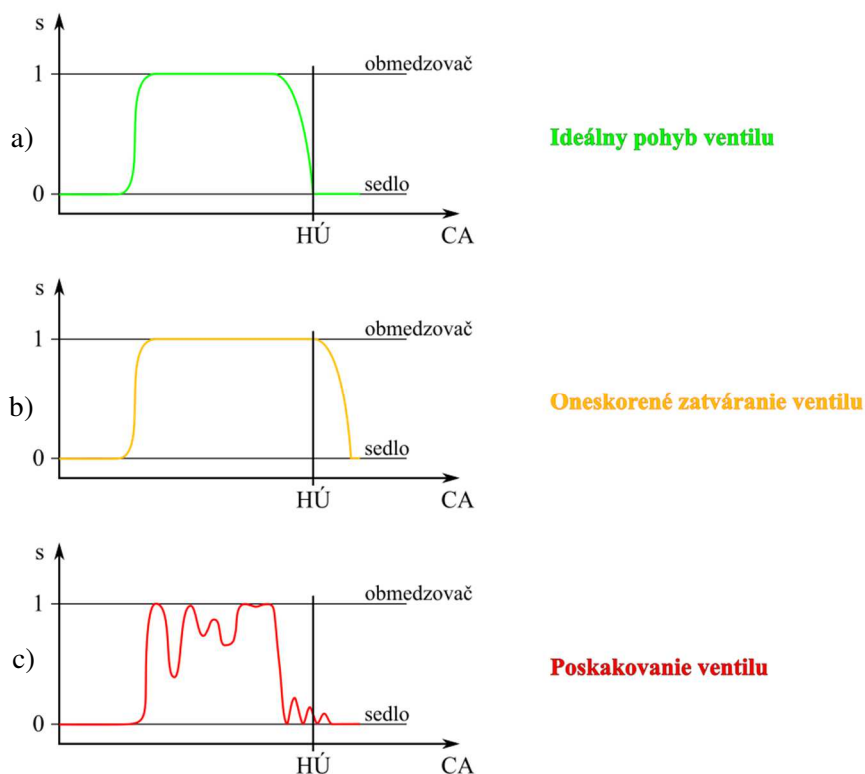 s
1
obmedzovač
a)
Ideálny pohyb ventilu
0
sedlo
HÚ
CA
s
1
obmedzovač
b)
Oneskorené zatváranie ventilu
0
sedlo
HÚ
CA
s
1
obmedzovač
c)
Poskakovanie ventilu
0
sedlo
HÚ
CA